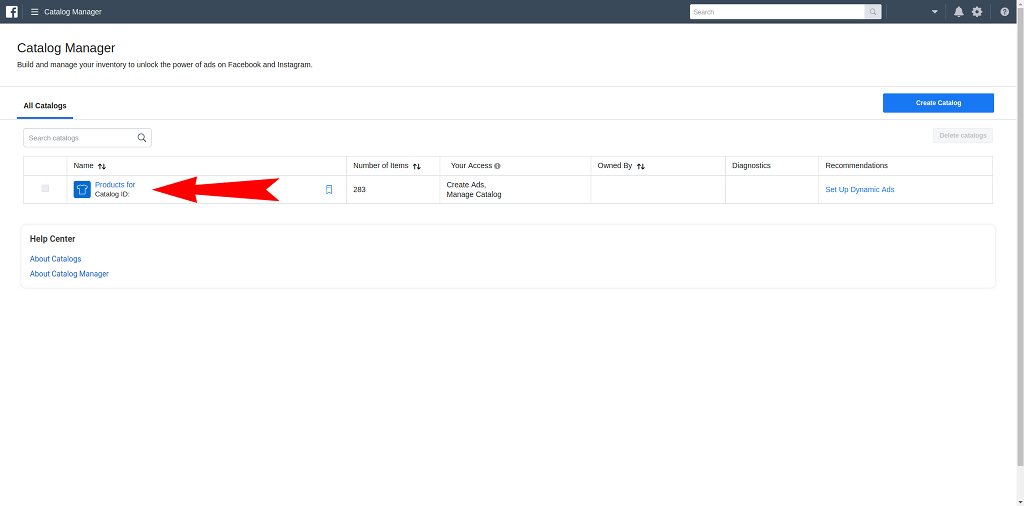 Catalog Manager
Search
Catalog Manager
Build and manage your inventory to unlock the power of ads on Facebook and Instagram.
All Catalogs
Create Catalog
Search catalogs
Delete catalogs
Name Number of Items Your Access Owned By Diagnostics Recommendations
Products for
Catalog ID:
283
Create Ads,
Manage Catalog
Set Up Dynamic Ads
Help Center
About Catalogs
About Catalog Manager